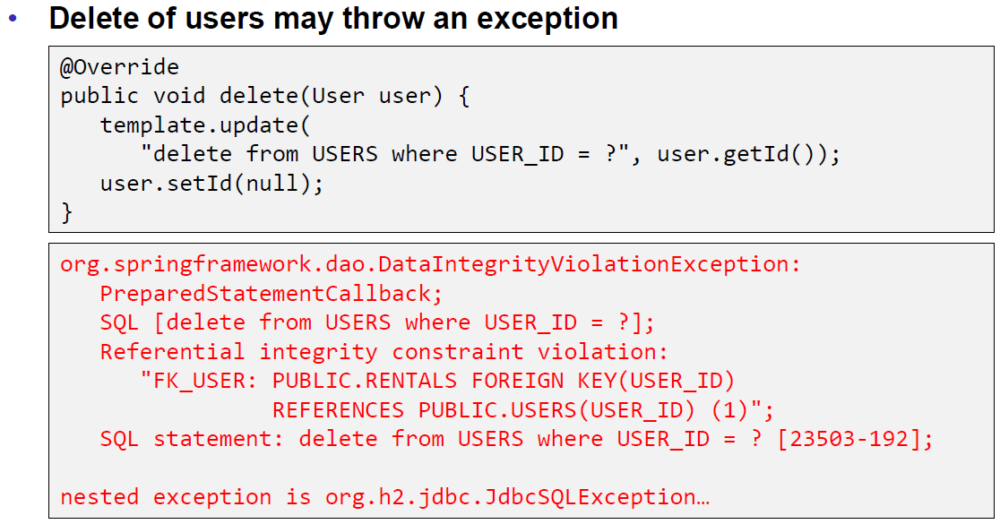 • Delete of users may throw an exception
@Override
public void delete(User user) {
   template.update(
      "delete from USERS where USER_ID = ?", user.getId());
   user.setId(null);
}
org.springframework.dao.DataIntegrityViolationException:
   PreparedStatementCallback;
   SQL [delete from USERS where USER_ID = ?];
   Referential integrity constraint violation:
      "FK_USER: PUBLIC.RENTALS FOREIGN KEY(USER_ID)
                REFERENCES PUBLIC.USERS(USER_ID) (1)";
   SQL statement: delete from USERS where USER_ID = ? [23503-192];
nested exception is org.h2.jdbc.JdbcSQLException…